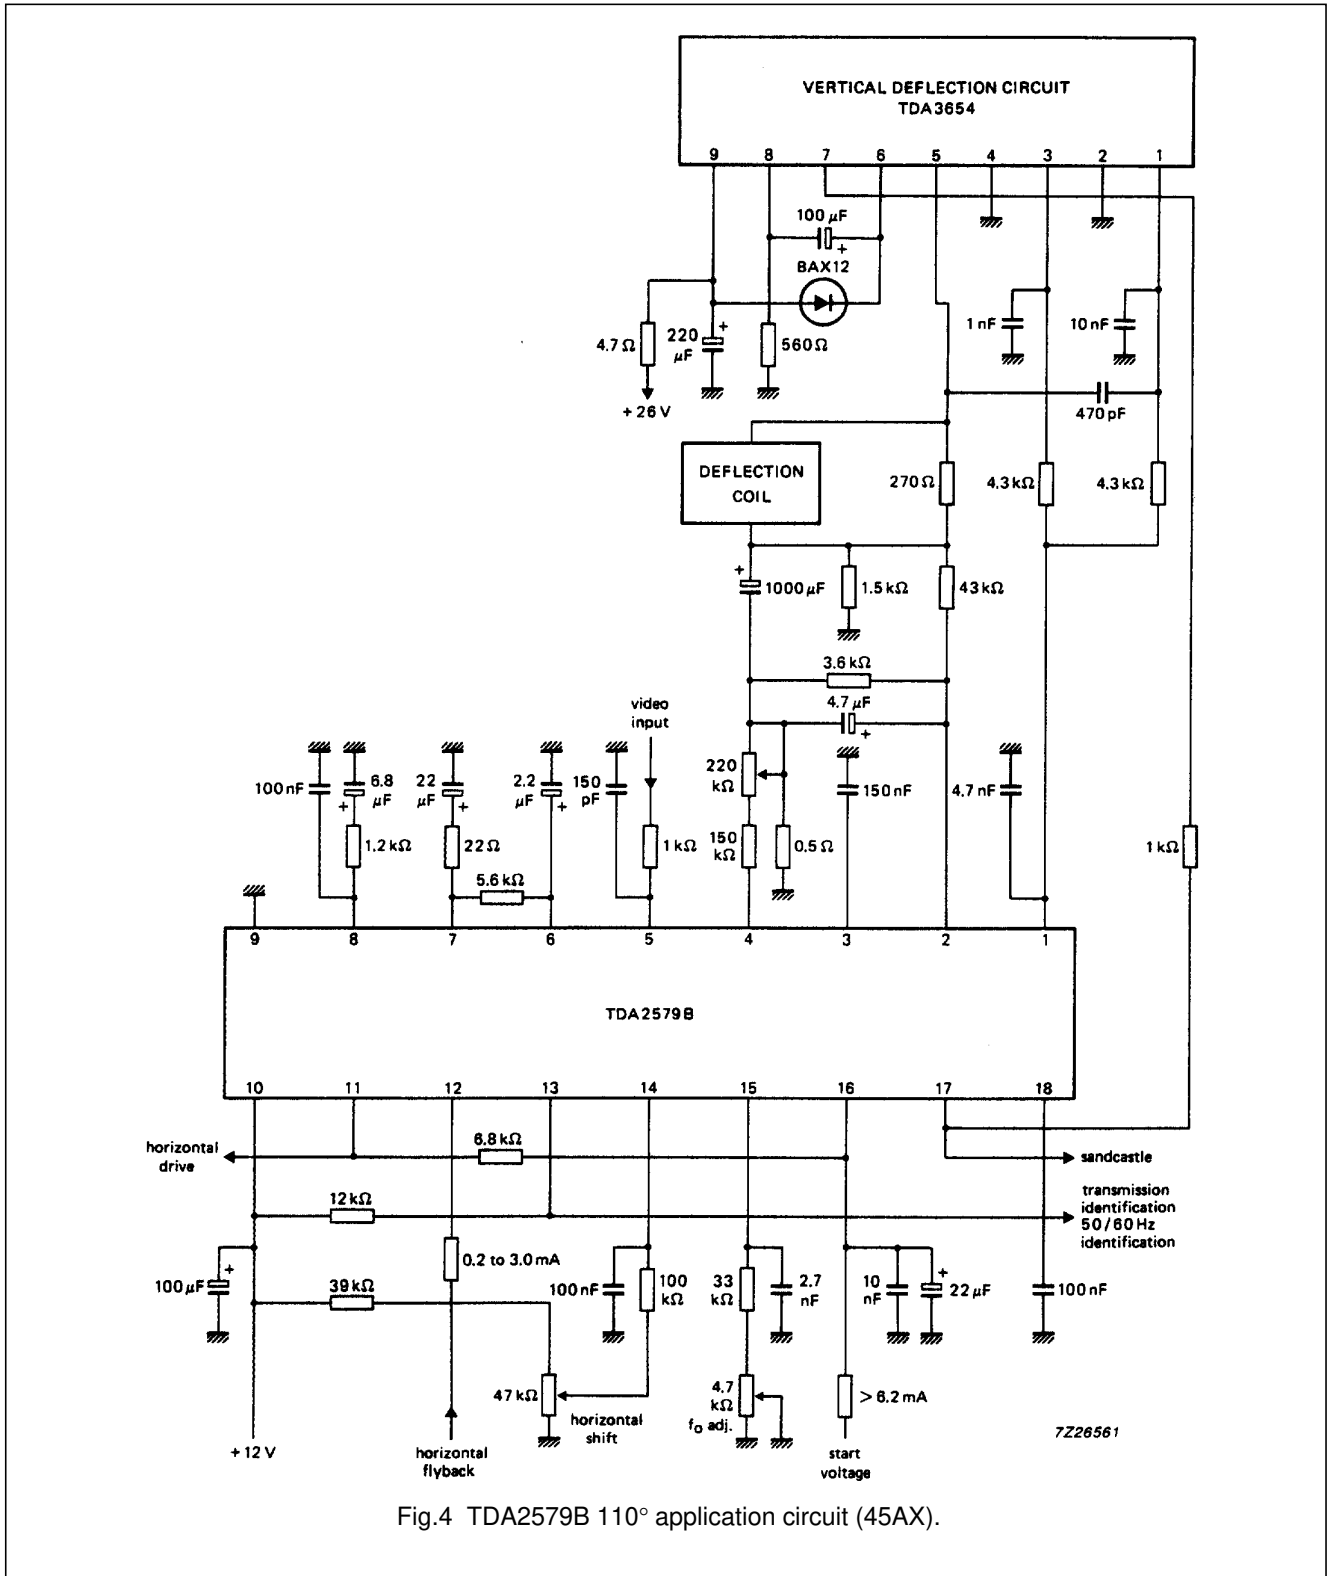 VERTICAL DEFLECTION CIRCUIT
TDA3654
9 8 7 6 5 4 3 2 1
100 µF
+
BAX12
4.7 Ω
220
µF
+
560 Ω
1 nF
10 nF
+ 26 V
470 pF
DEFLECTION
COIL
270 Ω
4.3 kΩ
4.3 kΩ
+
1000 µF
1.5 kΩ
43 kΩ
3.6 kΩ
4.7 µF
+
video
input
100 nF
6.8
µF
+
22
µF
+
2.2
µF
+
150
pF
220
kΩ
150 nF
4.7 nF
1.2 kΩ
22 Ω
1 kΩ
150
kΩ
0.5 Ω
1 kΩ
5.6 kΩ
9 8 7 6 5 4 3 2 1
TDA2579B
10 11 12 13 14 15 16 17 18
horizontal
drive
6.8 kΩ
sandcastle
12 kΩ
transmission
identification
50 / 60 Hz
identification
0.2 to 3.0 mA
100 µF
+
39 kΩ
100 nF
100
kΩ
33
kΩ
2.7
nF
10
nF
+
22 µF
100 nF
47 kΩ
horizontal
shift
4.7
kΩ
fo adj.
> 6.2 mA
7Z26561
+ 12 V
horizontal
flyback
start
voltage
Fig.4 TDA2579B 110° application circuit (45AX).